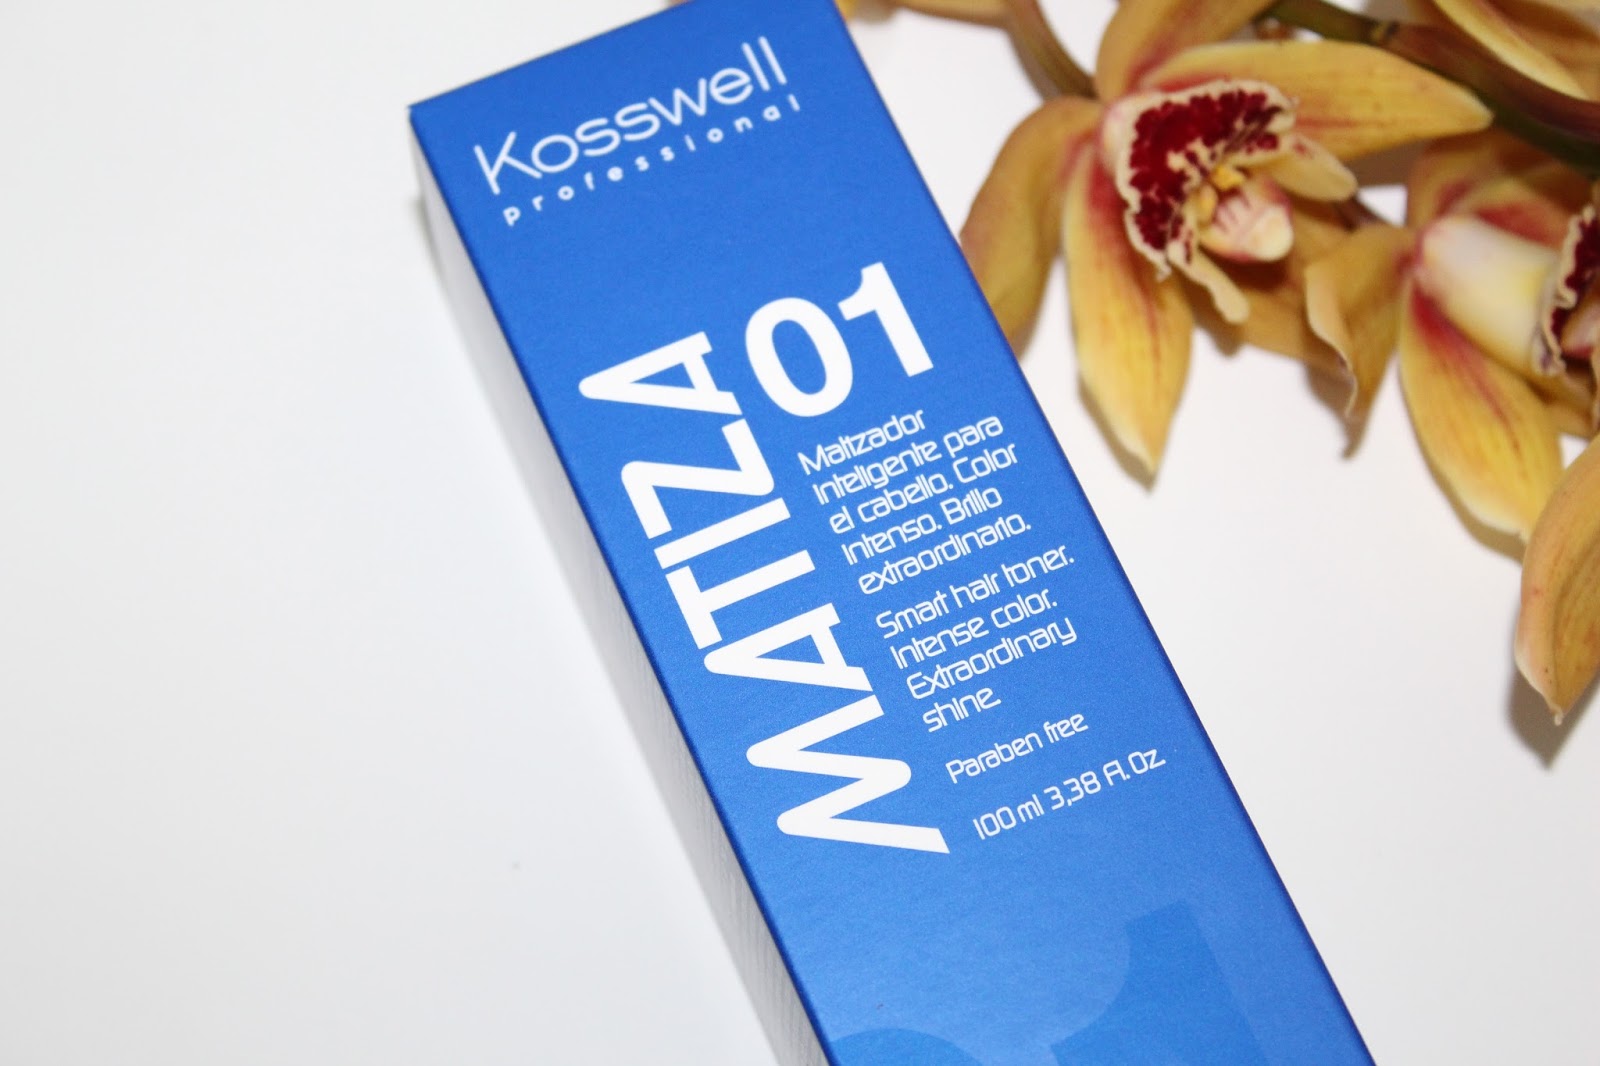 Kosswell
professional
MATIZA
01
Matizador
inteligente para
el cabello. Color
intenso. Brillo
extraordinario.
Smart hair toner.
Intense color.
Extraordinary
shine.
Paraben free
100 ml 3,38 Fl. Oz.
01